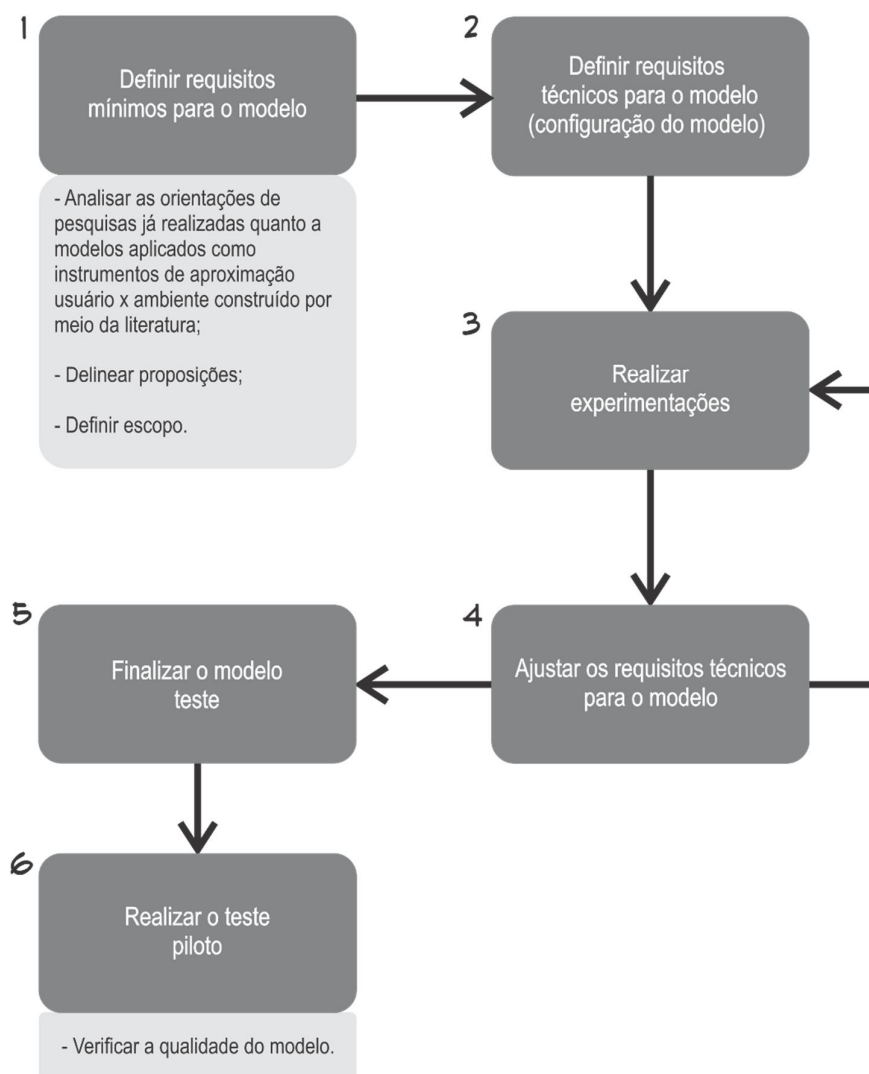 1
Definir requisitos
mínimos para o modelo
- Analisar as orientações de
pesquisas já realizadas quanto a
modelos aplicados como
instrumentos de aproximação
usuário x ambiente construído por
meio da literatura;
- Delinear proposições;
- Definir escopo.
2
Definir requisitos
técnicos para o modelo
(configuração do modelo)
3
Realizar
experimentações
4
Ajustar os requisitos técnicos
para o modelo
5
Finalizar o modelo
teste
6
Realizar o teste
piloto
- Verificar a qualidade do modelo.